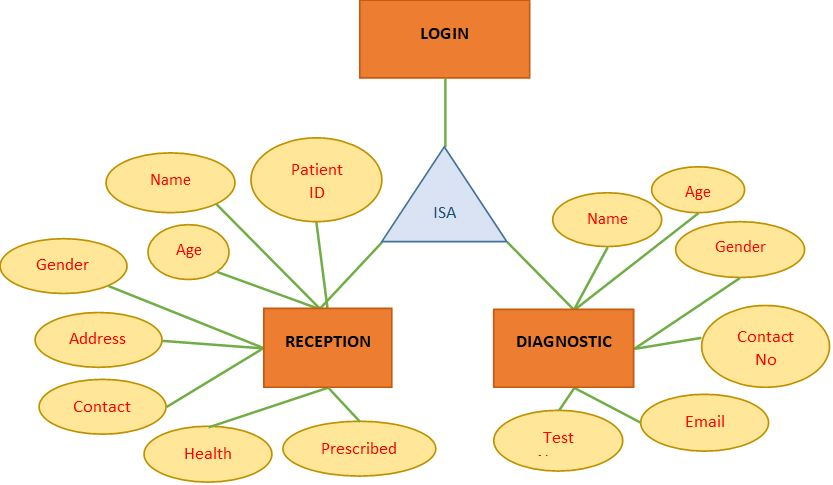 LOGIN
ISA
Name
Patient
ID
Age
Gender
Address
Contact
Health
Prescribed
RECEPTION
Name
Age
Gender
Contact
No
Email
Test
DIAGNOSTIC